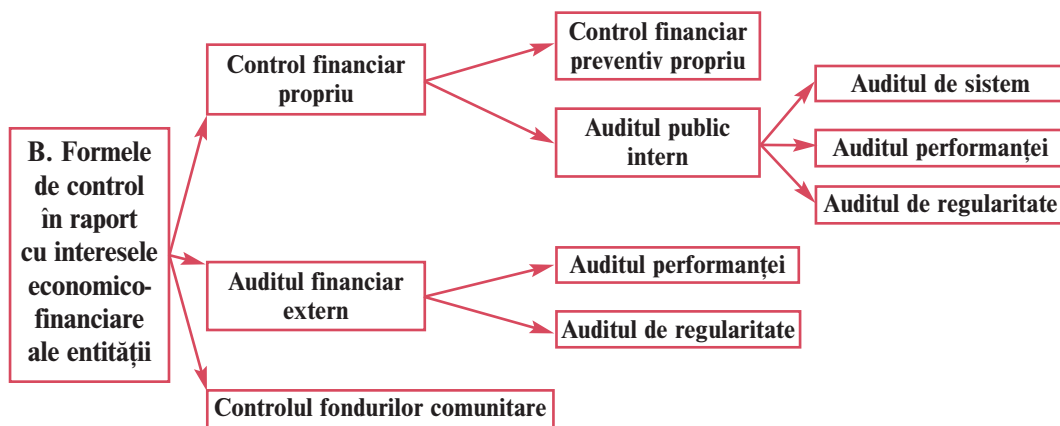 B. Formele
de control
în raport
cu interesele
economico-
financiare
ale entității
Control financiar
propriu
Control financiar
preventiv propriu
Auditul public
intern
Auditul de sistem
Auditul performanței
Auditul de regularitate
Auditul financiar
extern
Auditul performanței
Auditul de regularitate
Controlul fondurilor comunitare